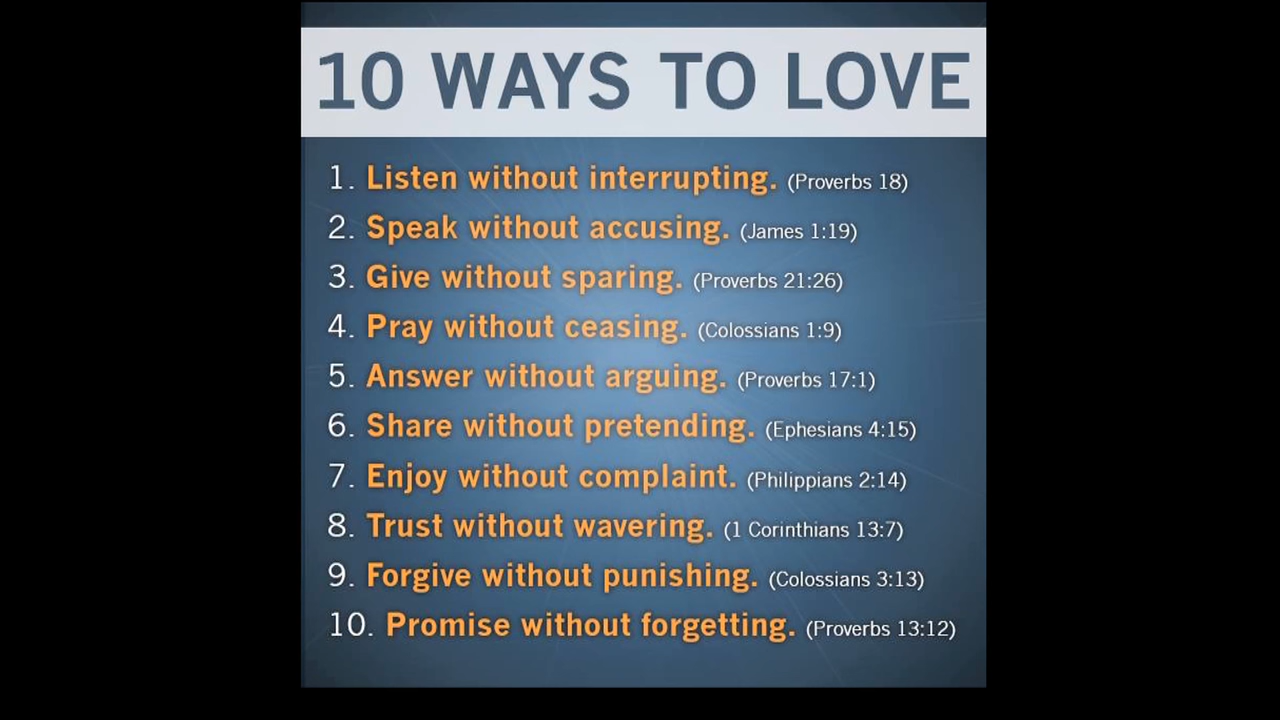 10 WAYS TO LOVE
1. Listen without interrupting. (Proverbs 18)
2. Speak without accusing. (James 1:19)
3. Give without sparing. (Proverbs 21:26)
4. Pray without ceasing. (Colossians 1:9)
5. Answer without arguing. (Proverbs 17:1)
6. Share without pretending. (Ephesians 4:15)
7. Enjoy without complaint. (Philippians 2:14)
8. Trust without wavering. (1 Corinthians 13:7)
9. Forgive without punishing. (Colossians 3:13)
10. Promise without forgetting. (Proverbs 13:12)